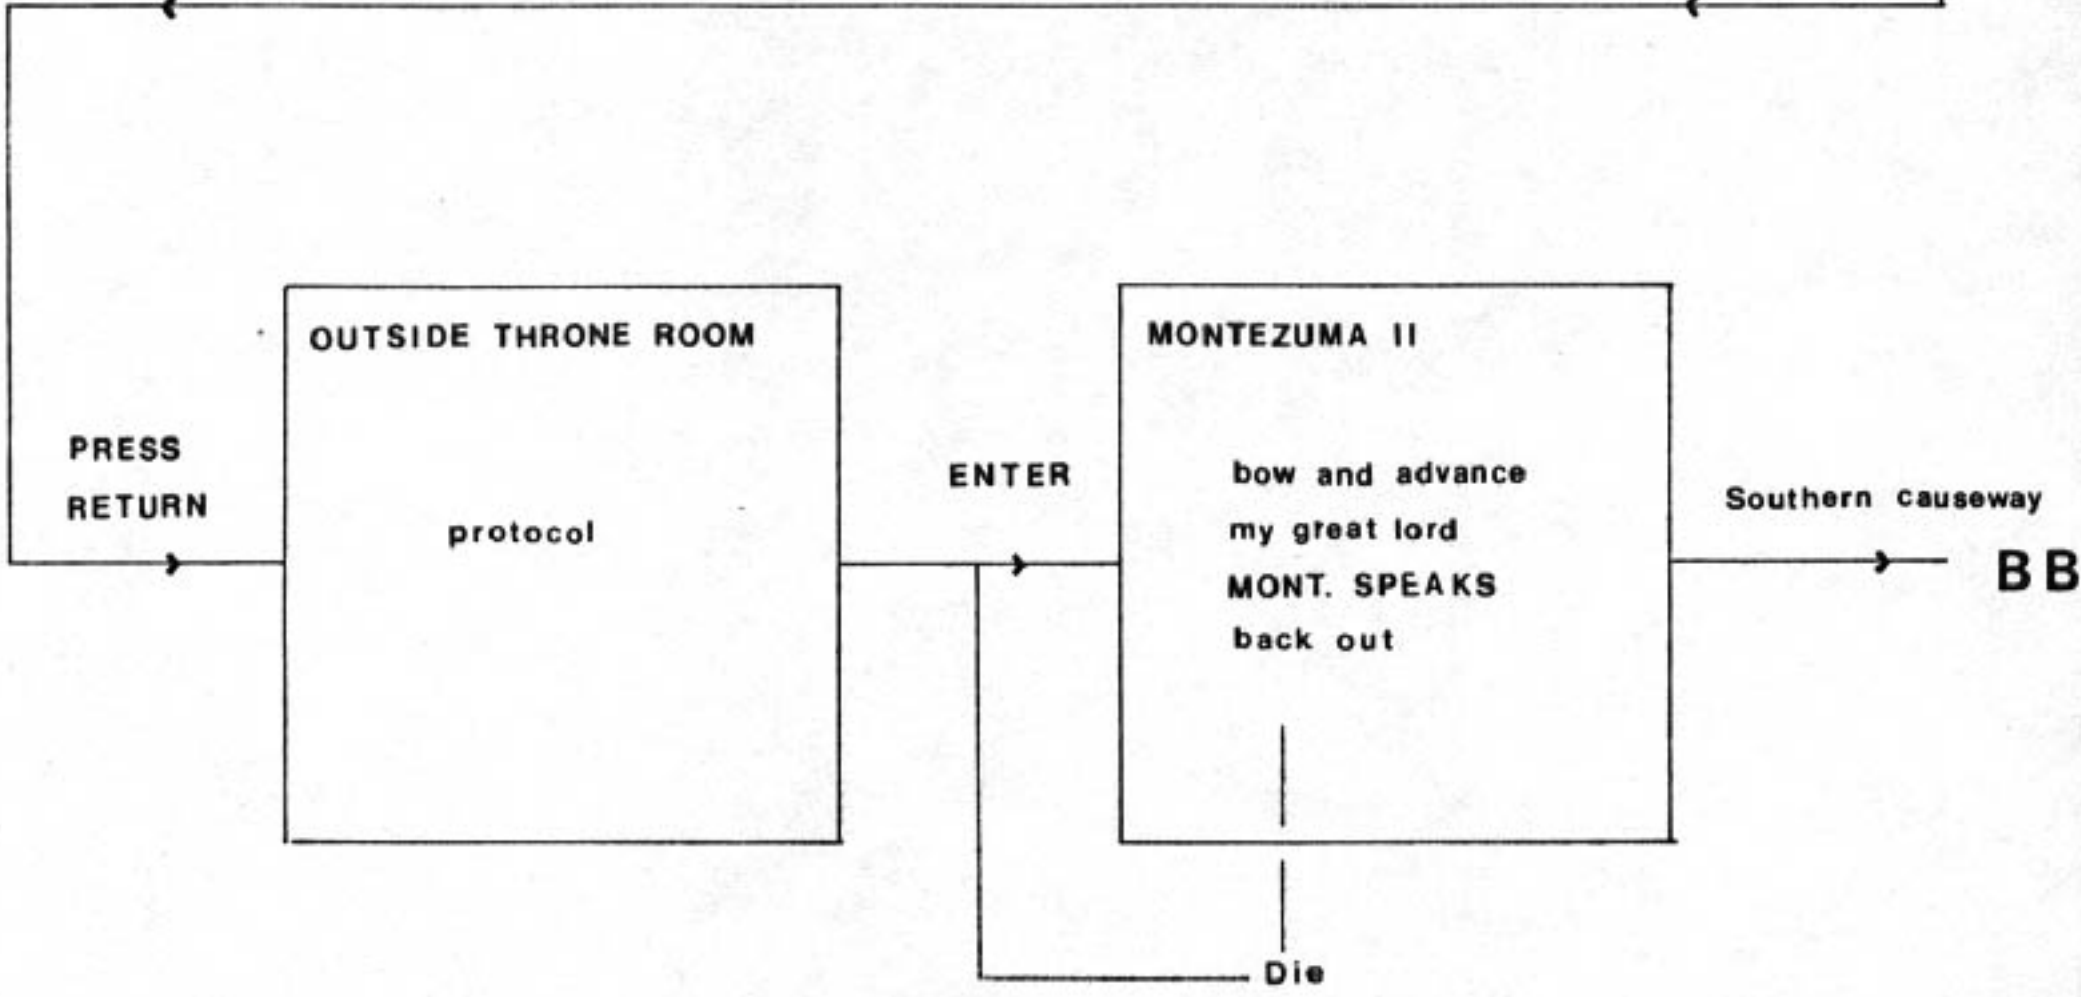 PRESS
RETURN
OUTSIDE THRONE ROOM
protocol
ENTER
MONTEZUMA II
bow and advance
my great lord
MONT. SPEAKS
back out
Southern causeway
BB
Die